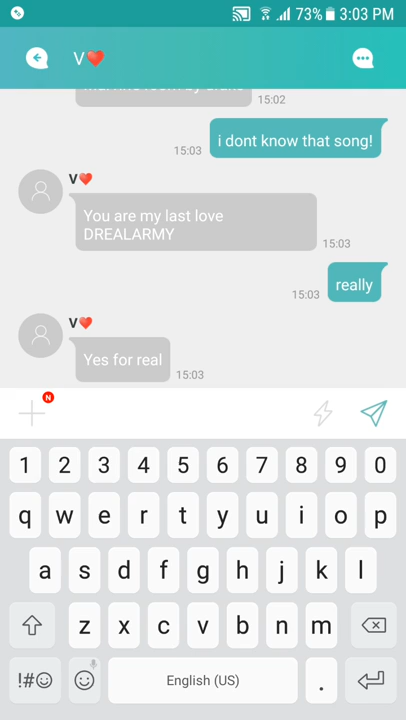 73% 3:03 PM
V❤️
15:02
i dont know that song!
15:03
V❤️
You are my last love
DREALARMY
15:03
really
15:03
V❤️
Yes for real
15:03
N
1 2 3 4 5 6 7 8 9 0
q w e r t y u i o p
a s d f g h j k l
z x c v b n m
!#☺ English (US) .